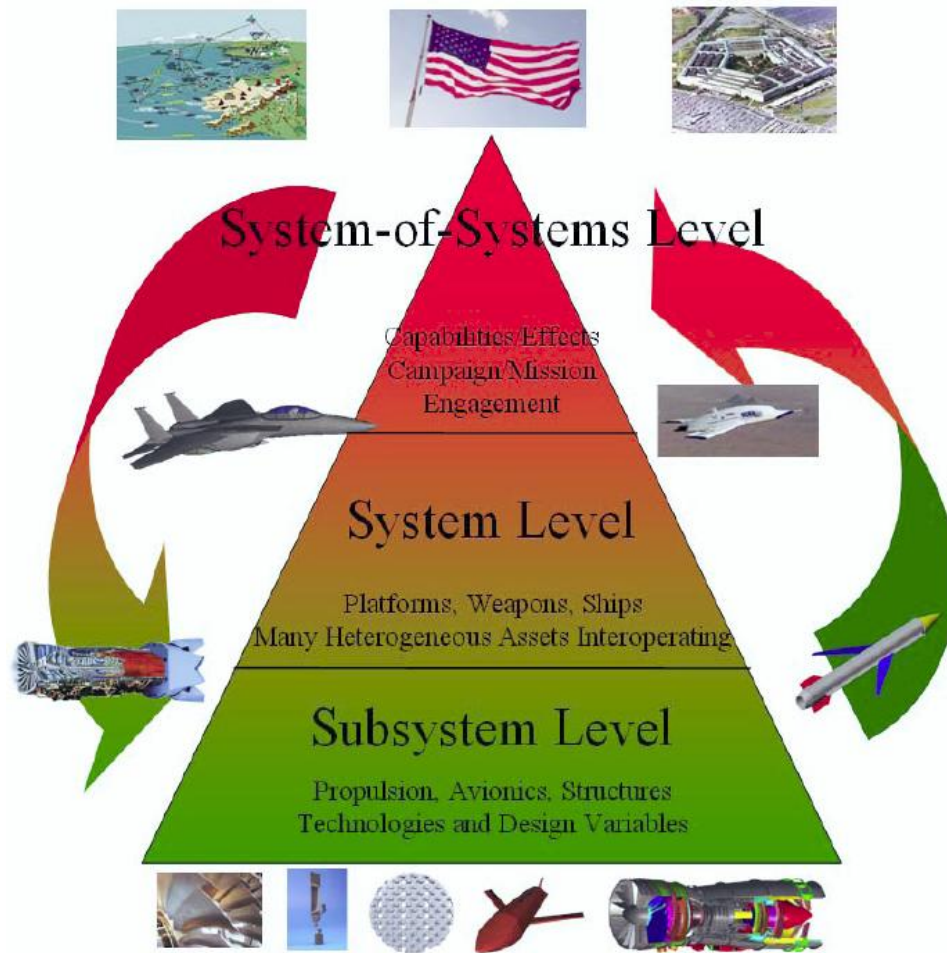 System-of-Systems Level
Capabilities/Effects
Campaign/Mission
Engagement
System Level
Platforms, Weapons, Ships
Many Heterogeneous Assets Interoperating
Subsystem Level
Propulsion, Avionics, Structures
Technologies and Design Variables